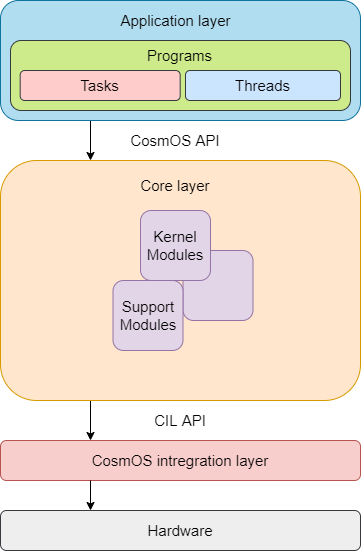 Application layer
Programs
Tasks
Threads
CosmOS API
Core layer
Kernel
Modules
Support
Modules
CIL API
CosmOS intregration layer
Hardware